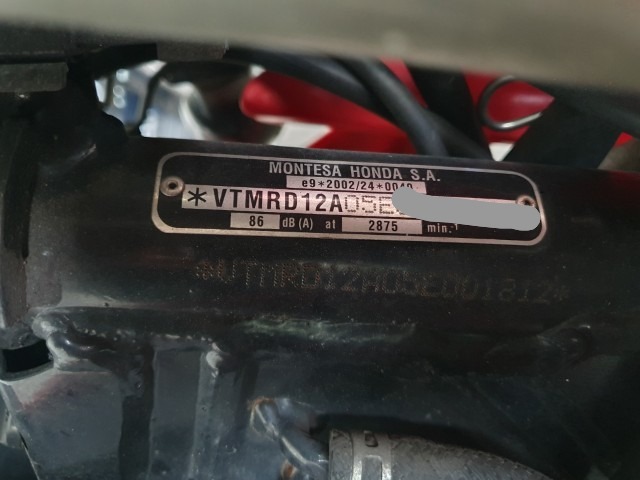 MONTESA HONDA S.A.
e9*2002/24*0040
*VTMRD12A05E
86 dB(A) at 2875 min.-¹
*VTMRD12A05E001812*